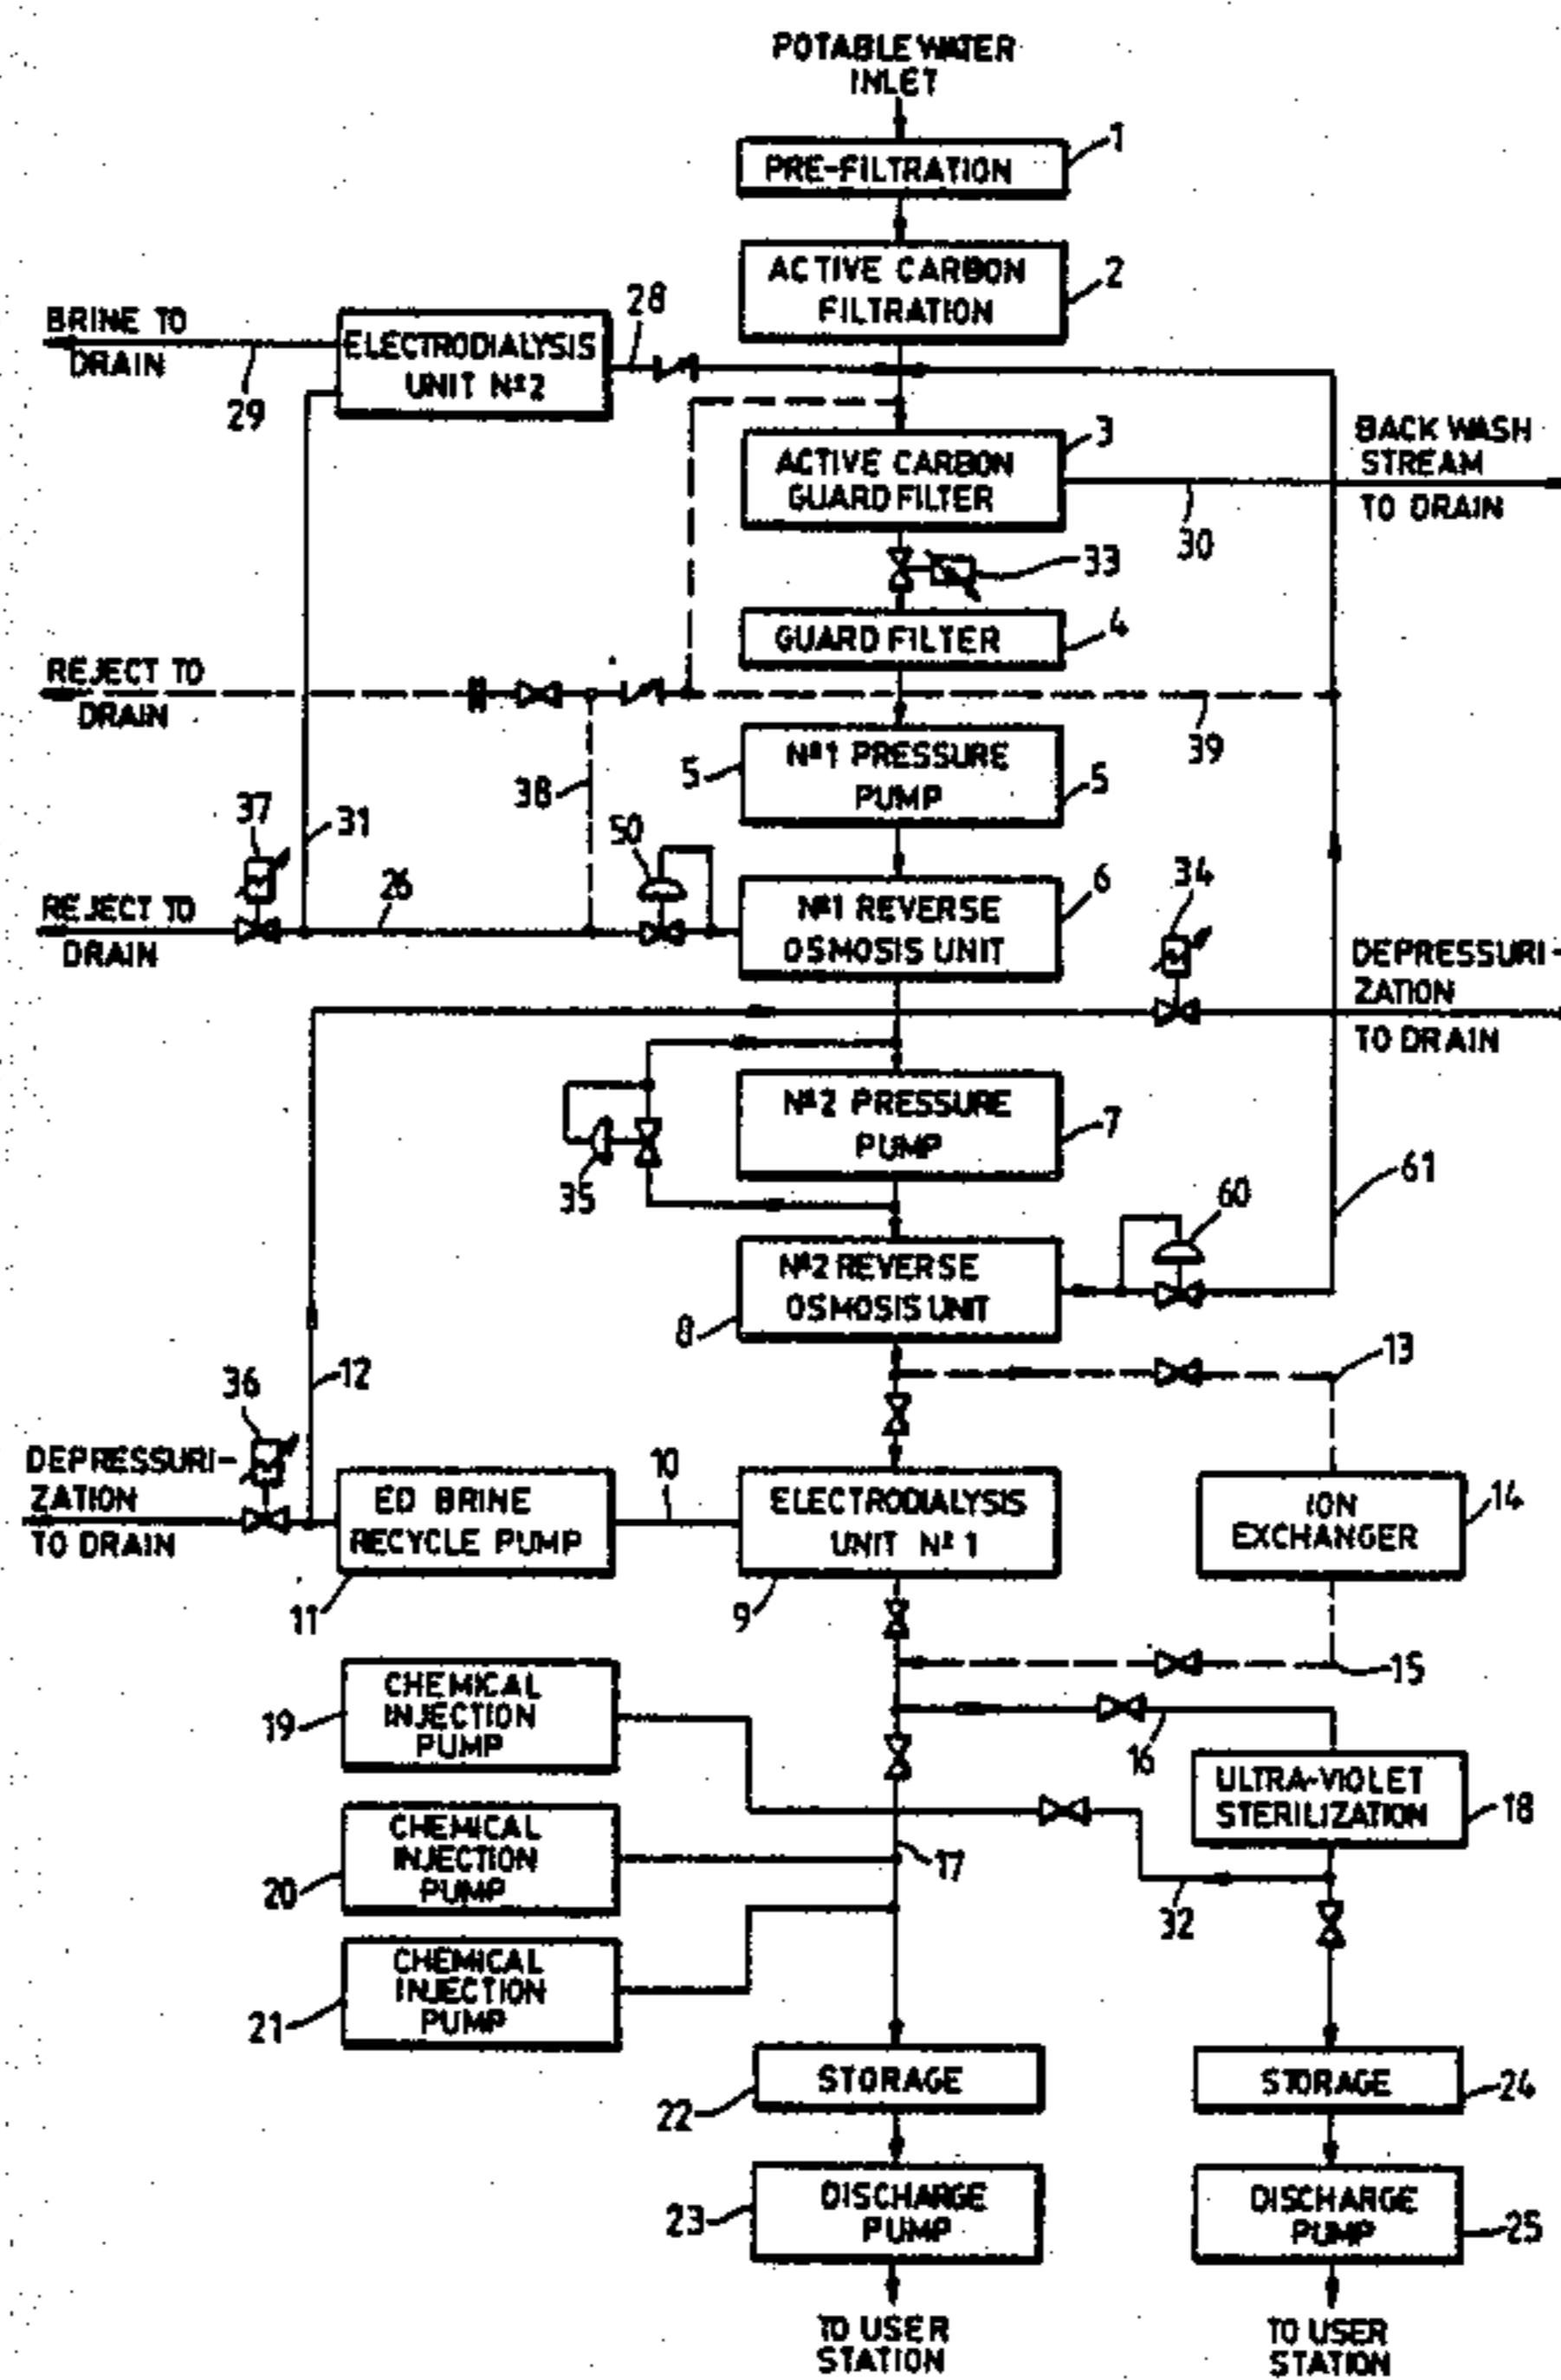 POTABLE WATER
INLET
1
PRE-FILTRATION
ACTIVE CARBON
FILTRATION
2
28
BRINE TO
DRAIN
29
ELECTRODIALYSIS
UNIT Nº2
3
ACTIVE CARBON
GUARD FILTER
BACK WASH
STREAM
TO DRAIN
30
33
GUARD FILTER
4
REJECT TO
DRAIN
39
38
Nº1 PRESSURE
PUMP
5
5
37
31
50
26
REJECT TO
DRAIN
Nº1 REVERSE
OSMOSIS UNIT
6
34
DEPRESSURI-
ZATION
TO DRAIN
Nº2 PRESSURE
PUMP
7
35
61
60
Nº2 REVERSE
OSMOSIS UNIT
8
13
12
36
DEPRESSURI-
ZATION
TO DRAIN
ED BRINE
RECYCLE PUMP
11
10
ELECTRODIALYSIS
UNIT Nº1
9
ION
EXCHANGER
14
15
CHEMICAL
INJECTION
PUMP
19
16
ULTRA-VIOLET
STERILIZATION
18
CHEMICAL
INJECTION
PUMP
20
17
32
CHEMICAL
INJECTION
PUMP
21
STORAGE
22
STORAGE
24
DISCHARGE
PUMP
23
DISCHARGE
PUMP
25
TO USER
STATION
TO USER
STATION